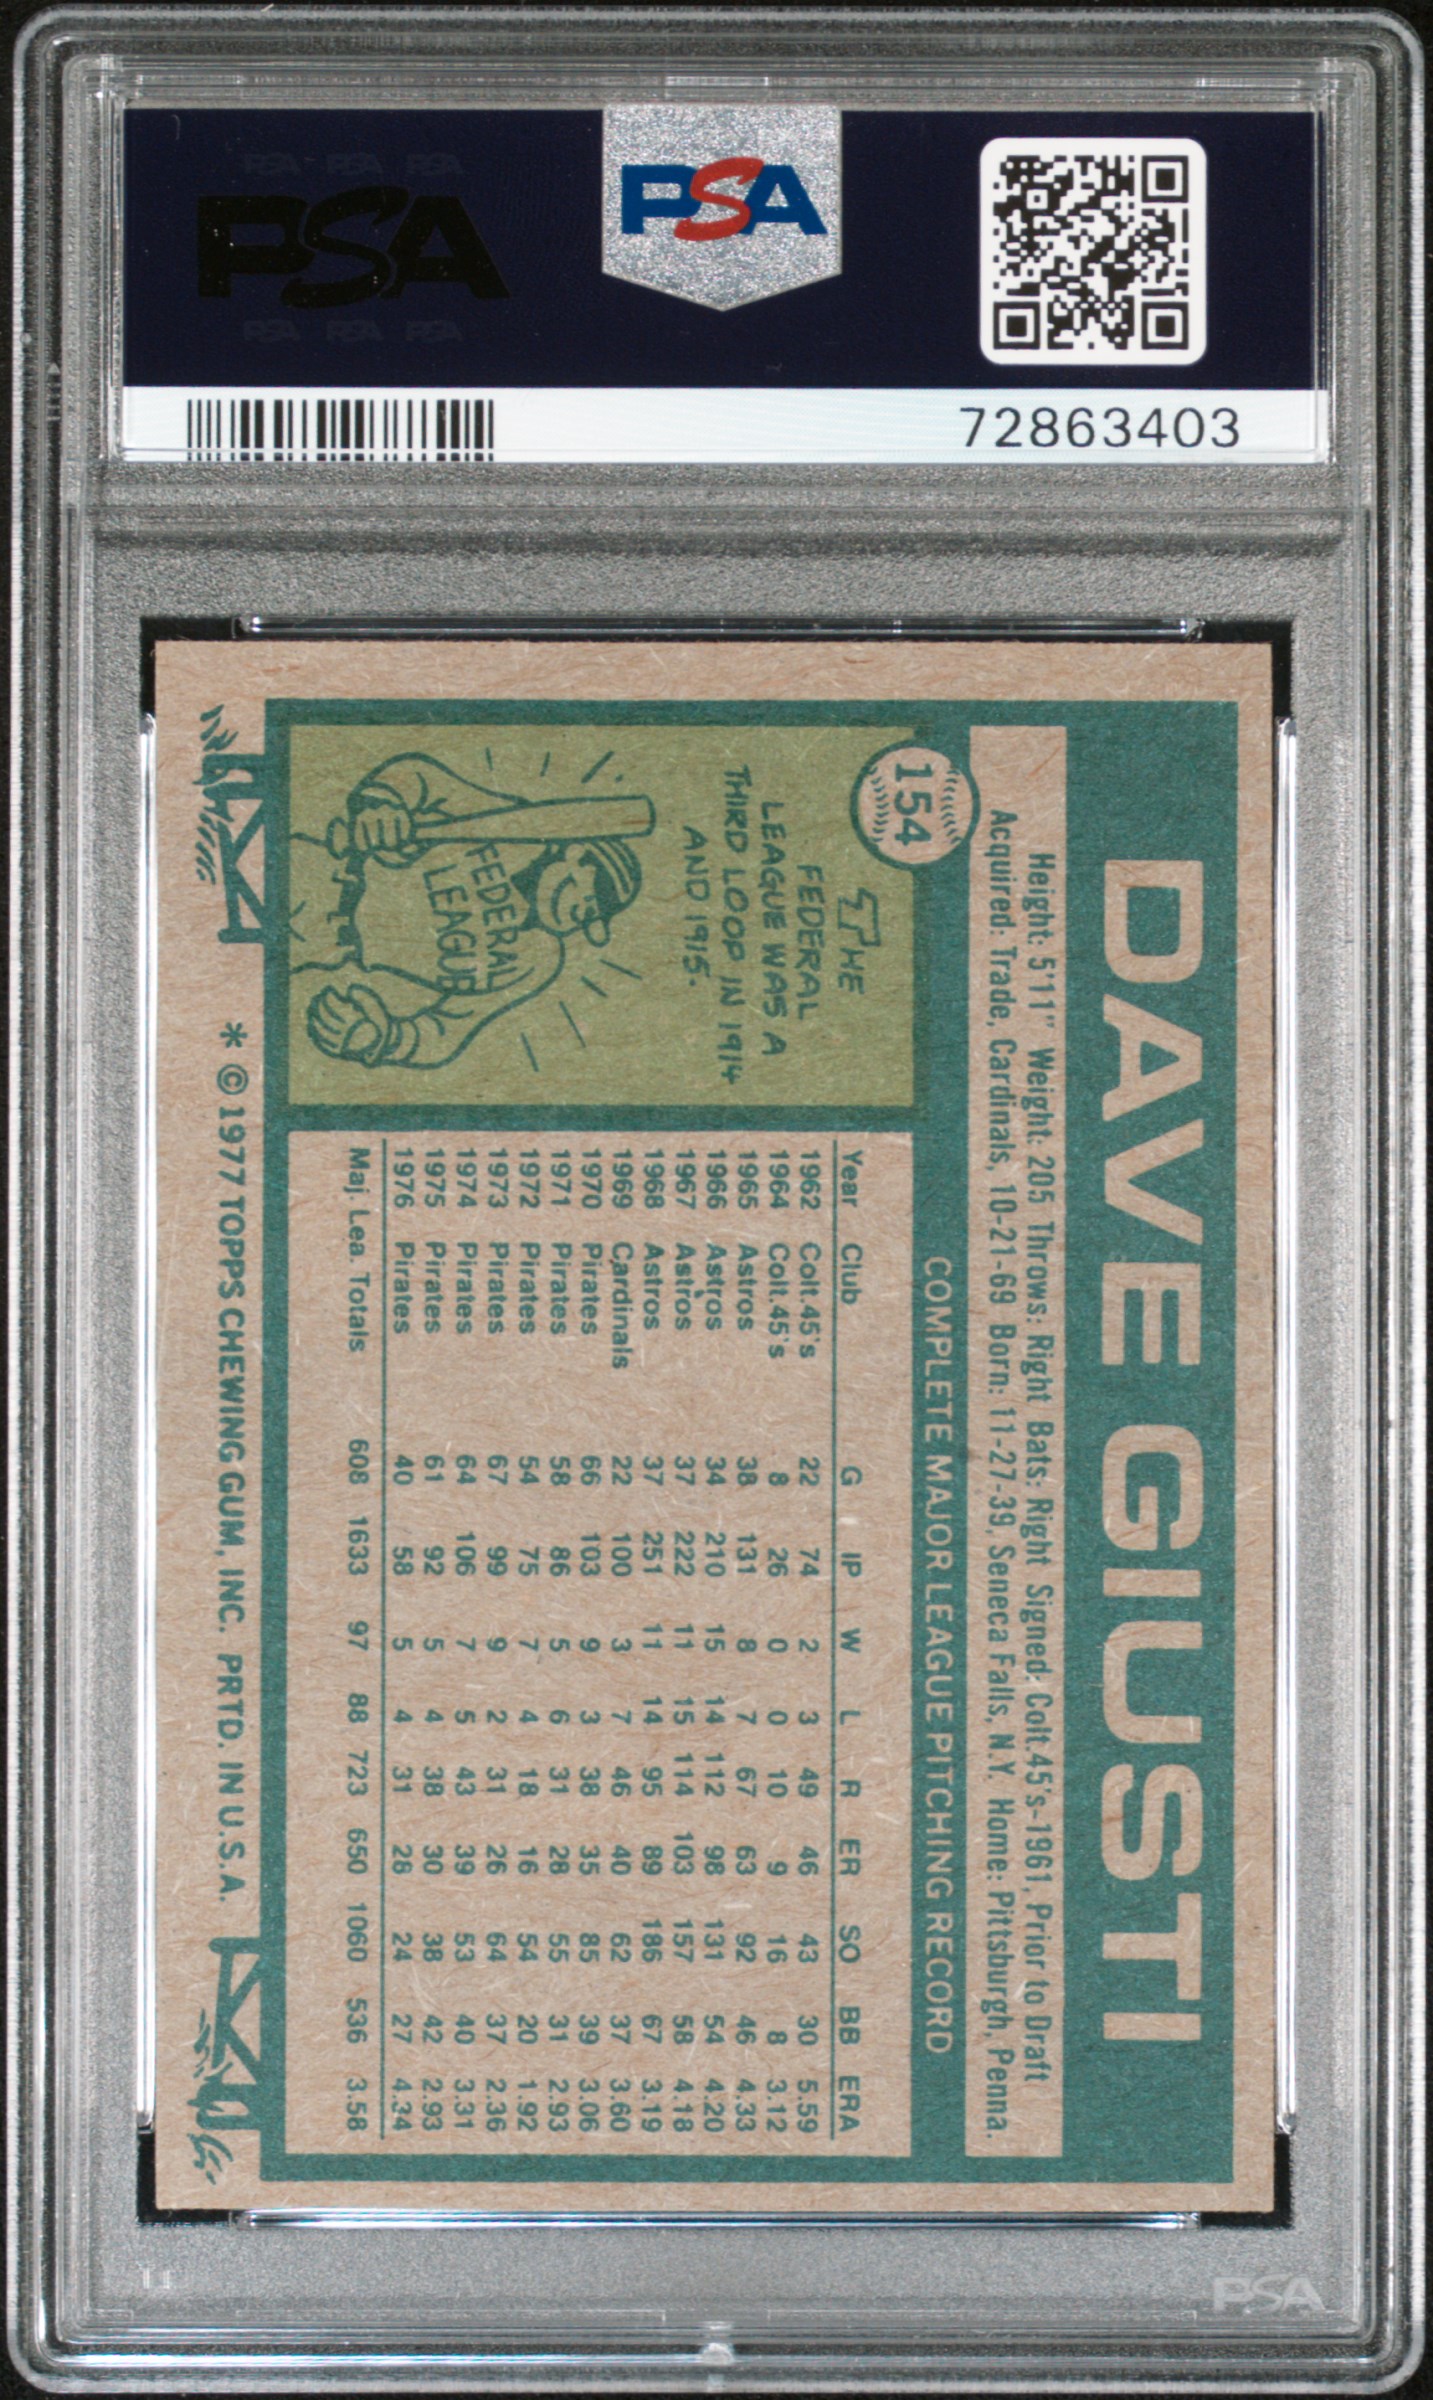 PSA PSA PSA
PSA
PSA PSA PSA
PSA
72863403
DAVE GIUSTI
Height: 5'11" Weight: 205 Throws: Right Bats: Right Signed: Colt.45's-1961, Prior to Draft
Acquired: Trade, Cardinals, 10-21-69 Born: 11-27-39, Seneca Falls, N.Y. Home: Pittsburgh, Penna.
154
COMPLETE MAJOR LEAGUE PITCHING RECORD
THE
FEDERAL
LEAGUE WAS A
THIRD LOOP IN 1914
AND 1915.
FEDERAL
LEAGUE
Year Club G IP W L R ER SO BB ERA
1962 Colt.45's 22 74 2 3 49 46 43 30 5.59
1964 Colt.45's 8 26 0 0 10 9 16 8 3.12
1965 Astros 38 131 8 7 67 63 92 46 4.33
1966 Astros 34 210 15 14 112 98 131 54 4.20
1967 Astros 37 222 11 15 114 103 157 58 4.18
1968 Astros 37 251 11 14 95 89 186 67 3.19
1969 Cardinals 22 100 3 7 46 40 62 37 3.60
1970 Pirates 66 103 9 3 38 35 85 39 3.06
1971 Pirates 58 86 5 6 31 28 55 31 2.93
1972 Pirates 54 75 7 4 18 16 54 20 1.92
1973 Pirates 67 99 9 2 31 26 64 37 2.36
1974 Pirates 64 106 7 5 43 39 53 40 3.31
1975 Pirates 61 92 5 4 38 30 38 42 2.93
1976 Pirates 40 58 5 4 31 28 24 27 4.34
Maj. Lea. Totals 608 1633 97 88 723 650 1060 536 3.58
* ©1977 TOPPS CHEWING GUM, INC. PRTD. IN U.S.A.
PSA